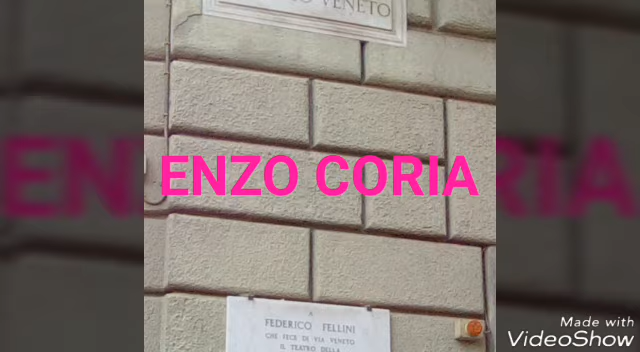 VENETO
ENZO CORIA
A
FEDERICO FELLINI
CHE FECE DI VIA VENETO
IL TEATRO DELLA
Made with
VideoShow